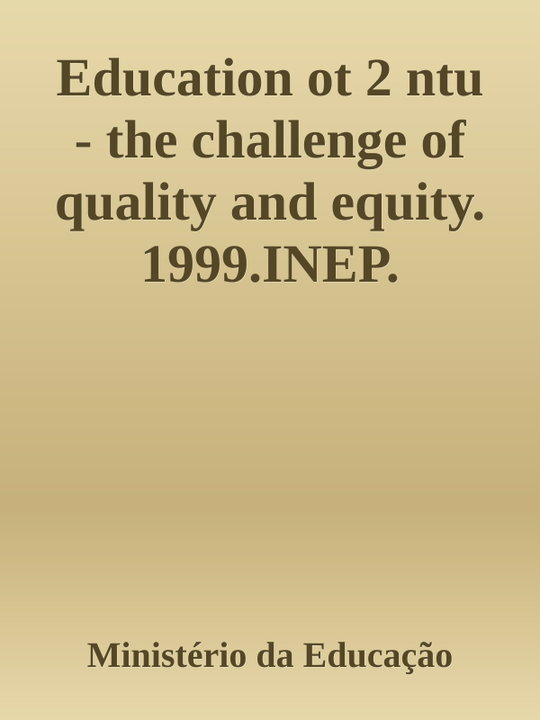 Education ot 2 ntu
- the challenge of
quality and equity.
1999.INEP.
Ministério da Educação